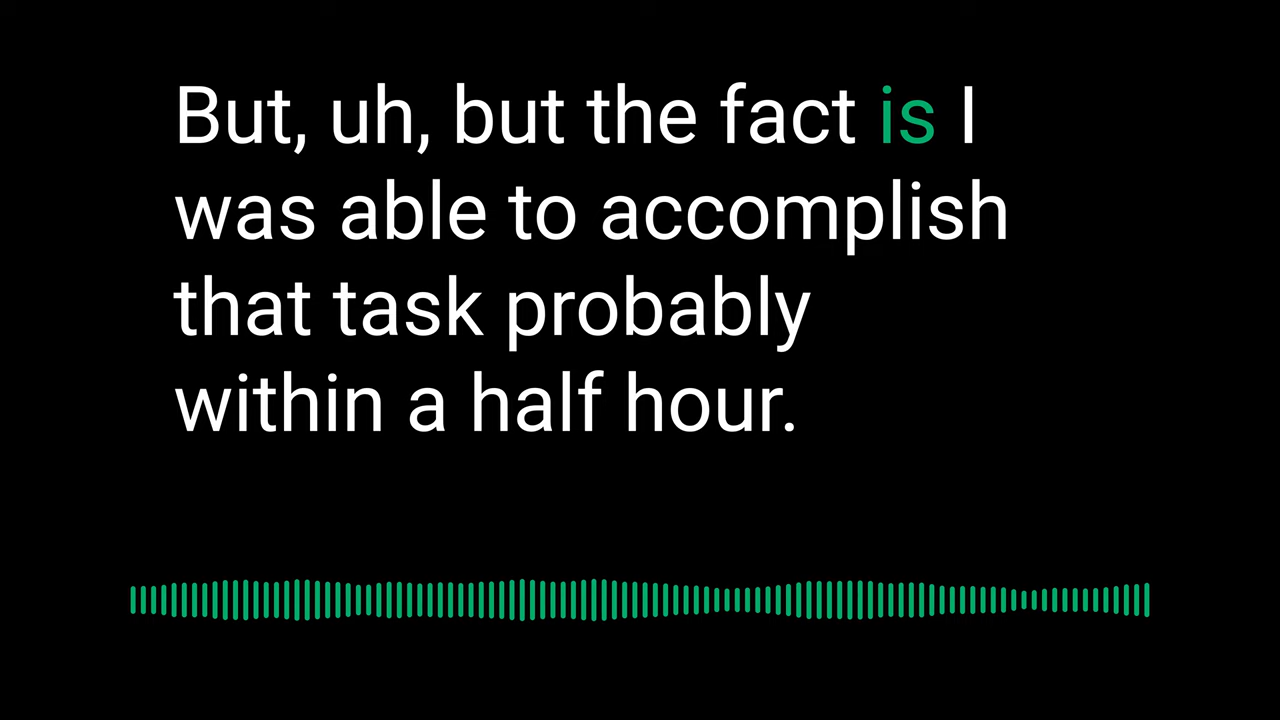 But, uh, but the fact is I
was able to accomplish
that task probably
within a half hour.